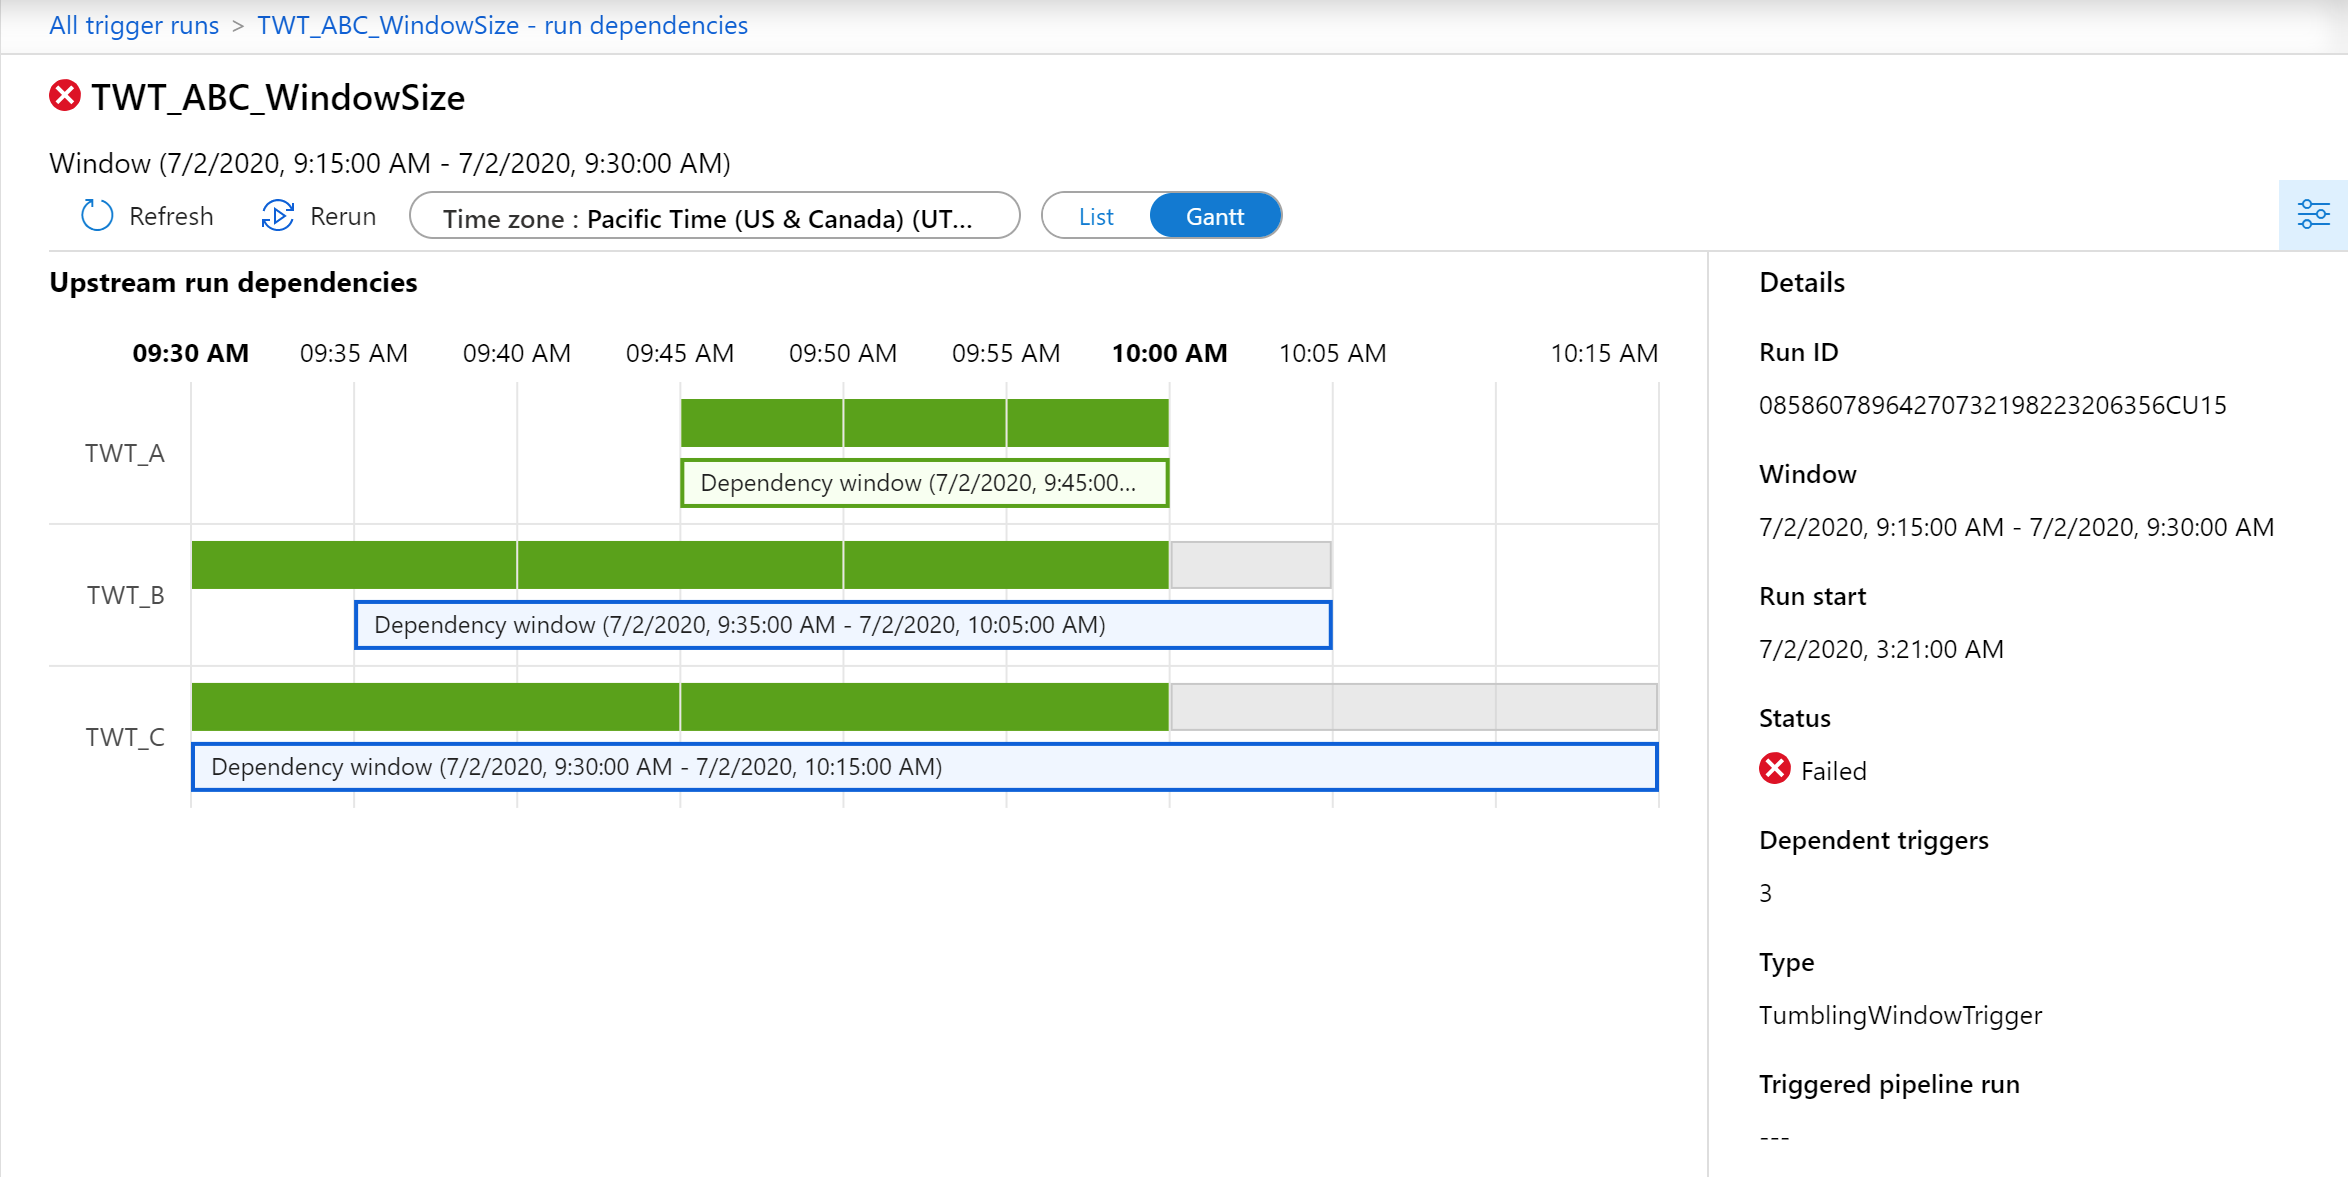 All trigger runs > TWT_ABC_WindowSize - run dependencies
TWT_ABC_WindowSize
Window (7/2/2020, 9:15:00 AM - 7/2/2020, 9:30:00 AM)
Refresh Rerun Time zone : Pacific Time (US & Canada) (UT... List Gantt
Upstream run dependencies
09:30 AM 09:35 AM 09:40 AM 09:45 AM 09:50 AM 09:55 AM 10:00 AM 10:05 AM 10:15 AM
TWT_A
Dependency window (7/2/2020, 9:45:00...
TWT_B
Dependency window (7/2/2020, 9:35:00 AM - 7/2/2020, 10:05:00 AM)
TWT_C
Dependency window (7/2/2020, 9:30:00 AM - 7/2/2020, 10:15:00 AM)
Details
Run ID
08586078964270732198223206356CU15
Window
7/2/2020, 9:15:00 AM - 7/2/2020, 9:30:00 AM
Run start
7/2/2020, 3:21:00 AM
Status
Failed
Dependent triggers
3
Type
TumblingWindowTrigger
Triggered pipeline run
---